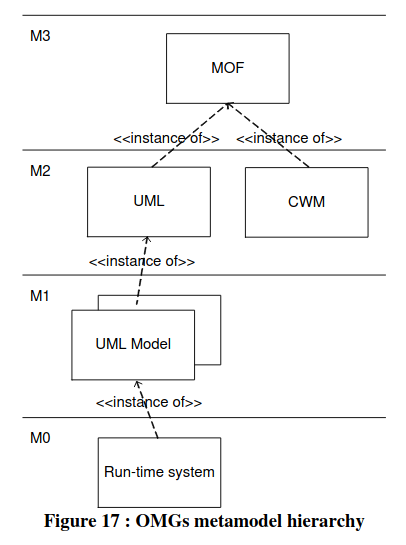 M3
MOF
<<instance of>> <<instance of>>
M2
UML
CWM
<<instance of>>
M1
UML Model
<<instance of>>
M0
Run-time system
Figure 17 : OMGs metamodel hierarchy